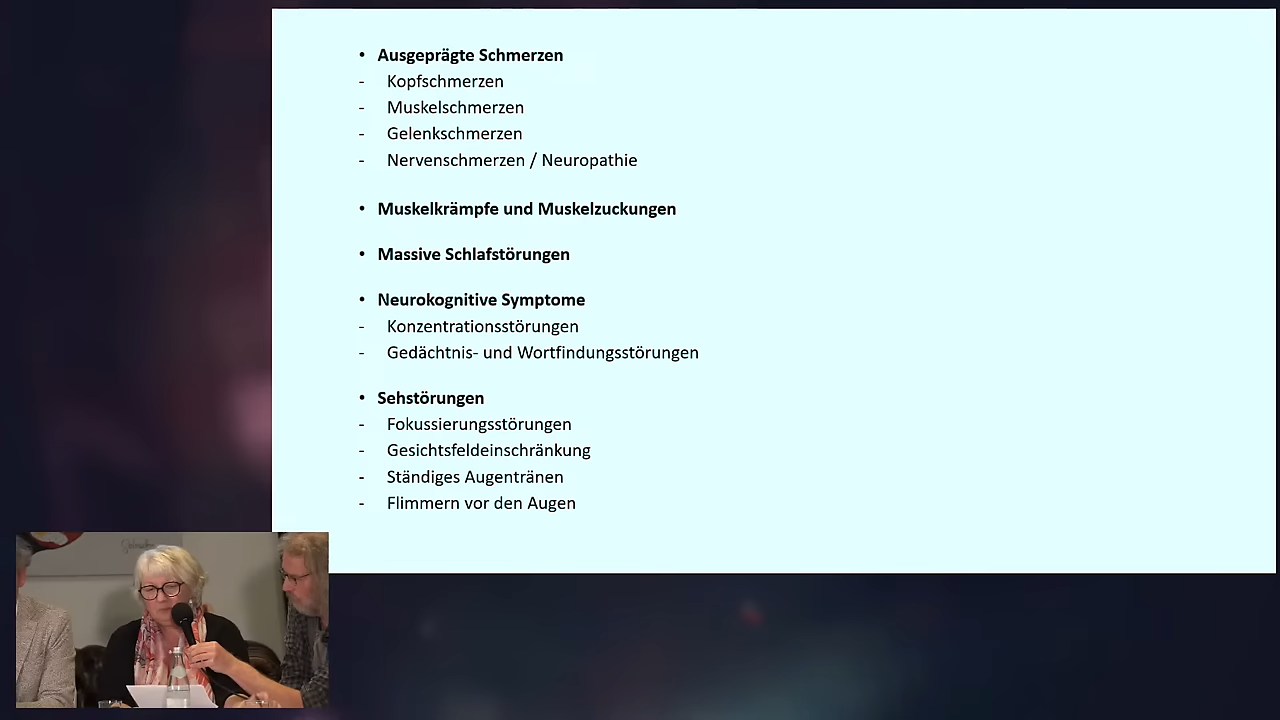 • Ausgeprägte Schmerzen
- Kopfschmerzen
- Muskelschmerzen
- Gelenkschmerzen
- Nervenschmerzen / Neuropathie
• Muskelkrämpfe und Muskelzuckungen
• Massive Schlafstörungen
• Neurokognitive Symptome
- Konzentrationsstörungen
- Gedächtnis- und Wortfindungsstörungen
• Sehstörungen
- Fokussierungsstörungen
- Gesichtsfeldeinschränkung
- Ständiges Augentränen
- Flimmern vor den Augen